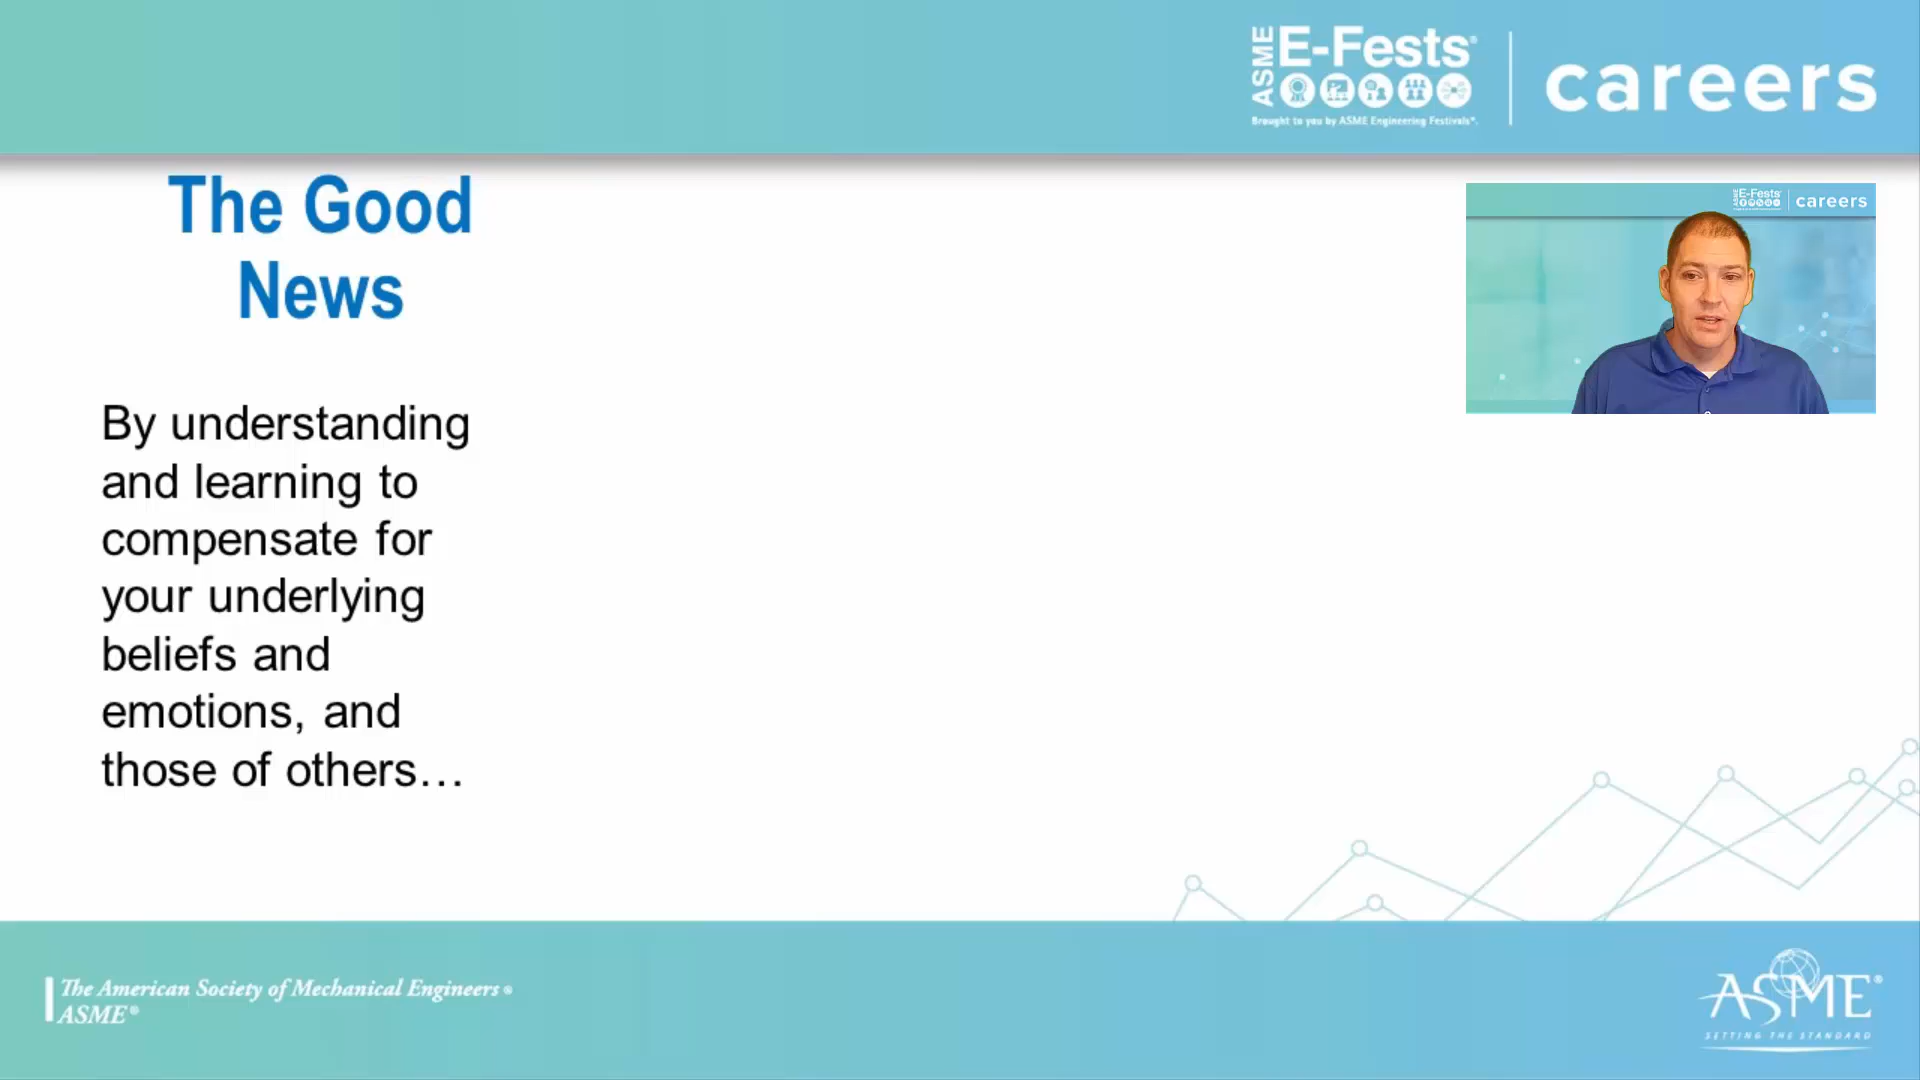 ASME E-Fests®
careers
Brought to you by ASME Engineering Festivals®.
The Good
News
E-Fests
careers
By understanding
and learning to
compensate for
your underlying
beliefs and
emotions, and
those of others…
The American Society of Mechanical Engineers®
ASME®
ASME®
SETTING THE STANDARD